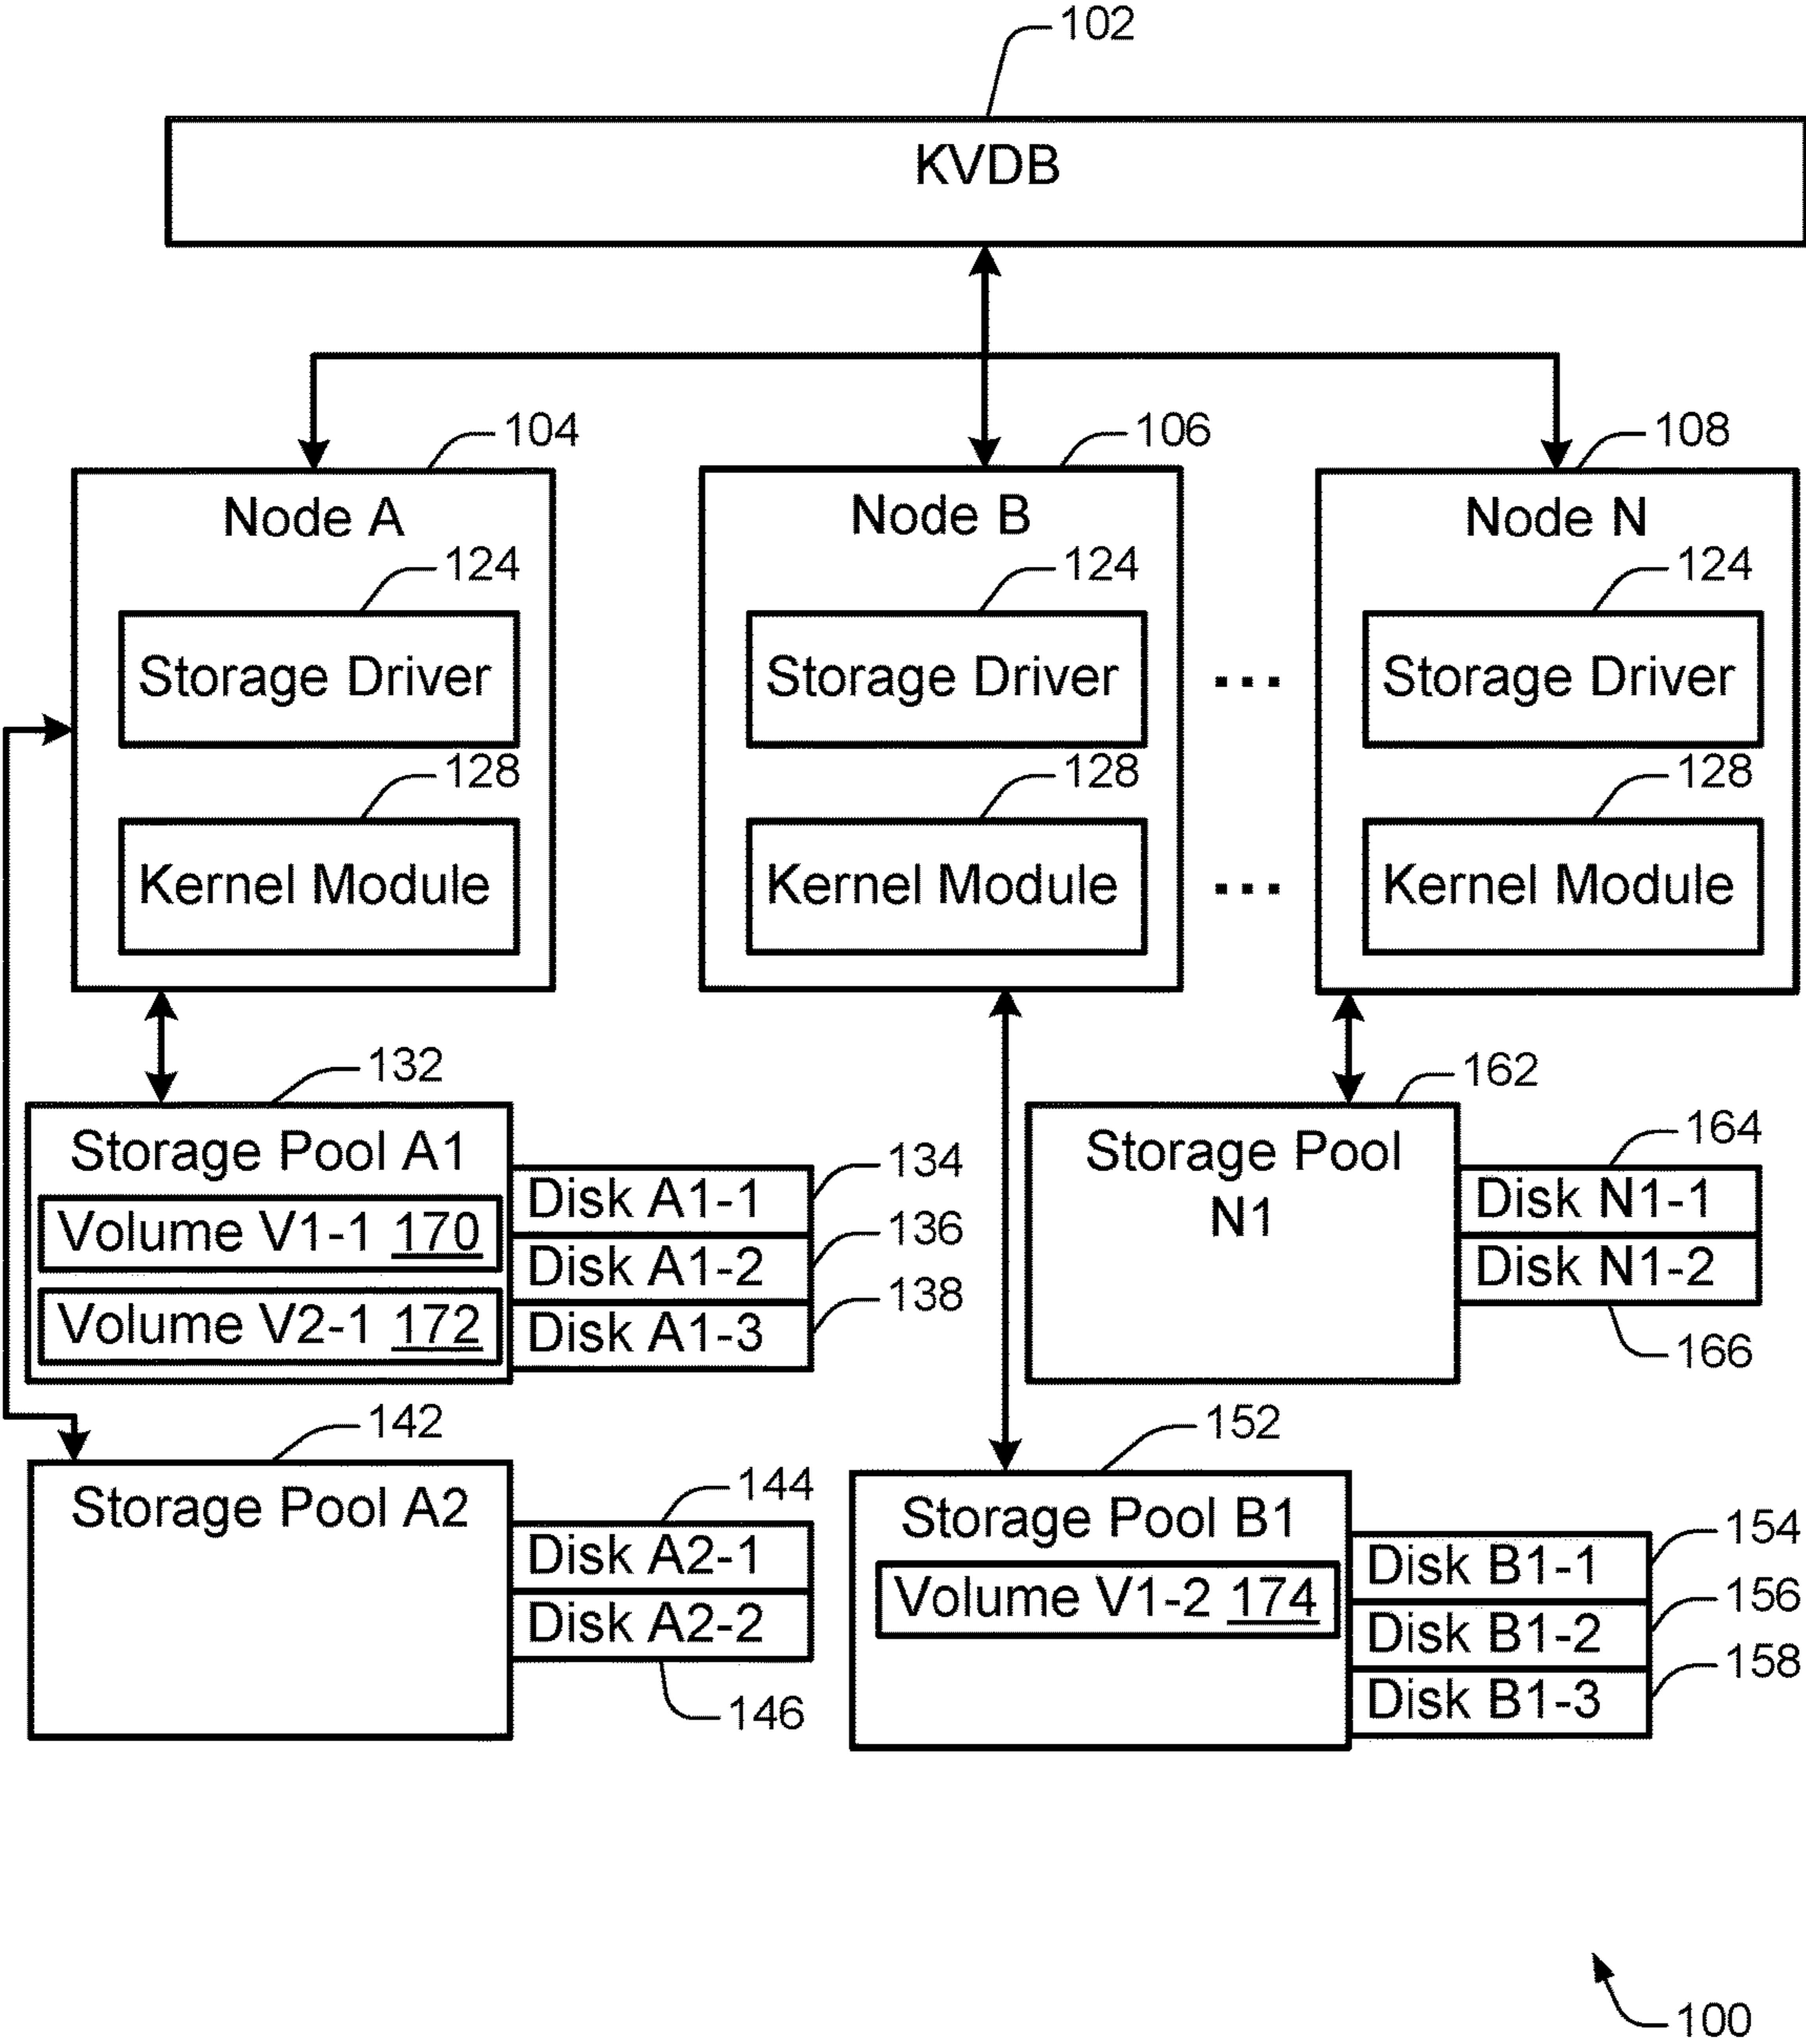 102
KVDB
104
106
108
Node A
Node B
Node N
124
124
124
Storage Driver
Storage Driver
...
Storage Driver
128
128
128
Kernel Module
Kernel Module
...
Kernel Module
132
162
Storage Pool A1
Volume V1-1 170
Volume V2-1 172
Disk A1-1
134
Disk A1-2
136
Disk A1-3
138
Storage Pool
N1
164
Disk N1-1
Disk N1-2
166
142
152
Storage Pool A2
144
Disk A2-1
Disk A2-2
146
Storage Pool B1
Volume V1-2 174
Disk B1-1
154
Disk B1-2
156
Disk B1-3
158
100